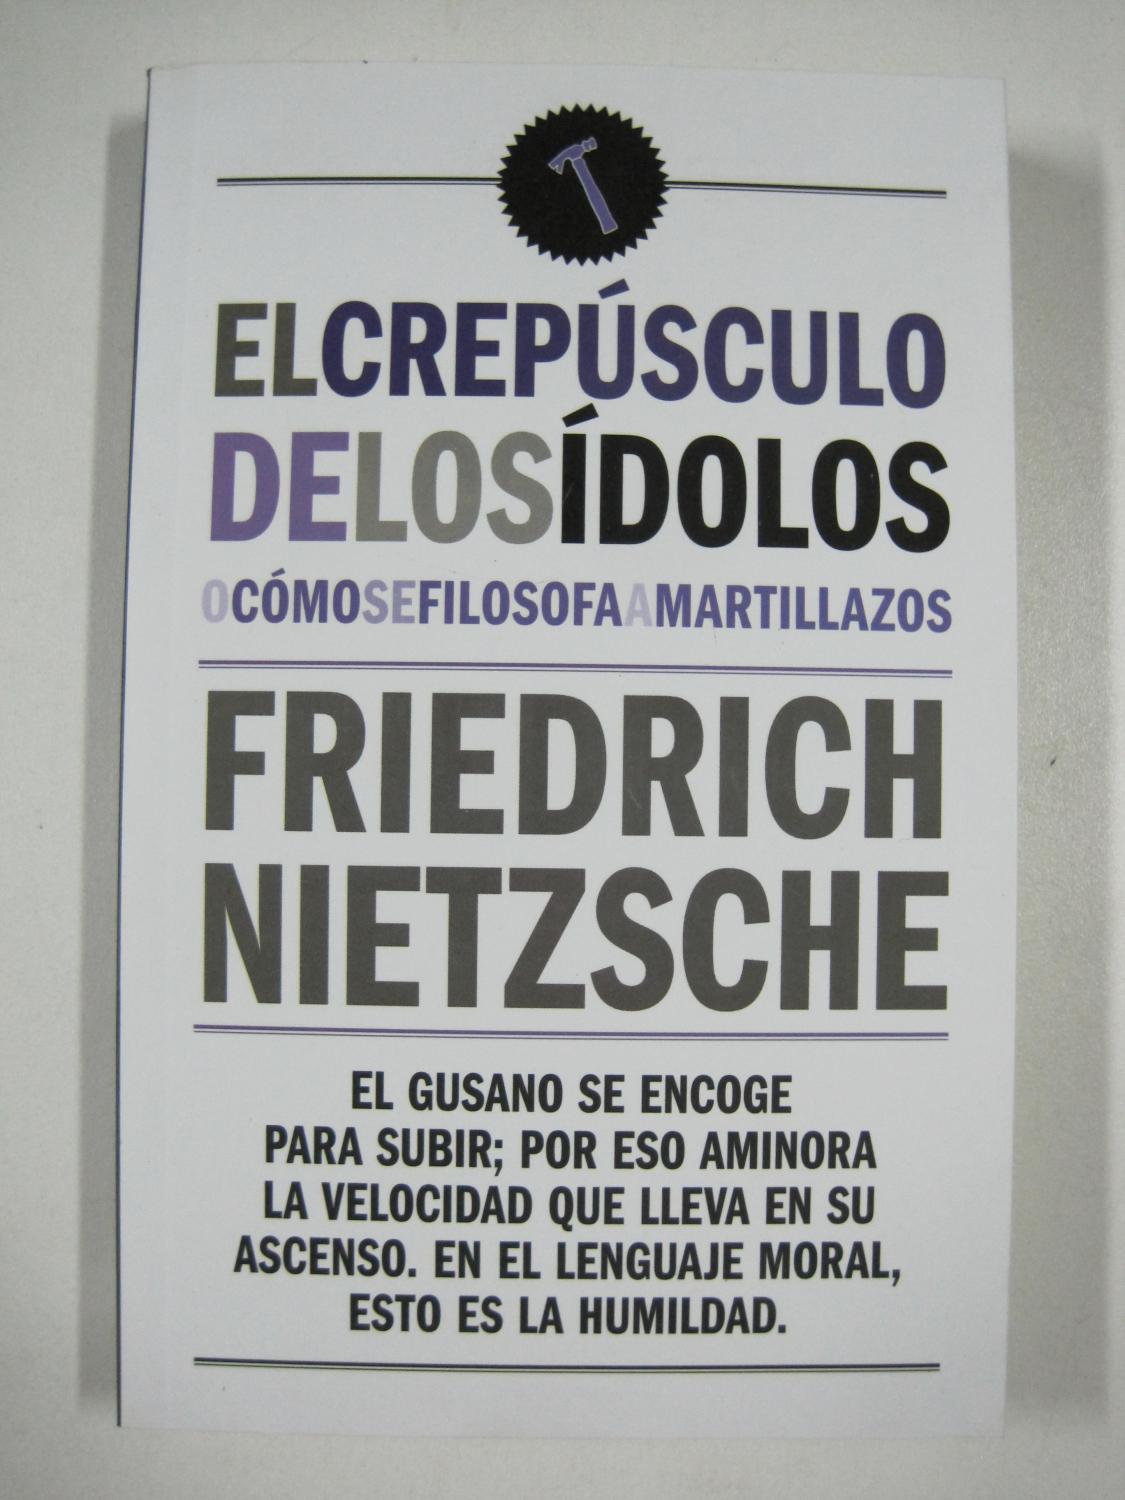 ELCREPÚSCULO
DELOSÍDOLOS
OCÓMOSEFILOSOFAAMARTILLAZOS
FRIEDRICH
NIETZSCHE
EL GUSANO SE ENCOGE
PARA SUBIR; POR ESO AMINORA
LA VELOCIDAD QUE LLEVA EN SU
ASCENSO. EN EL LENGUAJE MORAL,
ESTO ES LA HUMILDAD.